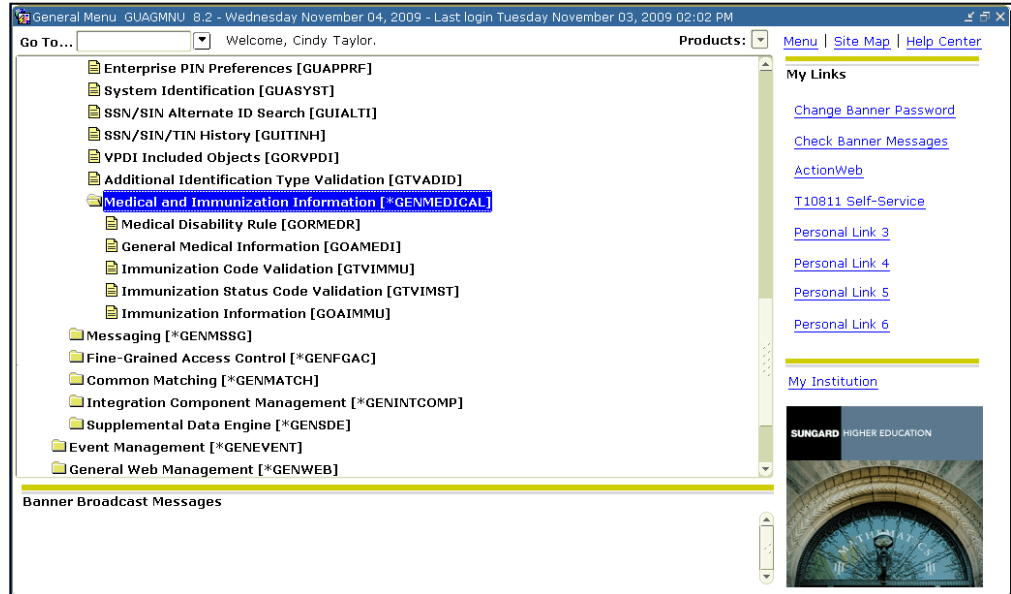 General Menu GUAGMNU 8.2 - Wednesday November 04, 2009 - Last login Tuesday November 03, 2009 02:02 PM
Go To... Welcome, Cindy Taylor. Products: Menu | Site Map | Help Center
Enterprise PIN Preferences [GUAPPRF]
System Identification [GUASYST]
SSN/SIN Alternate ID Search [GUIALTI]
SSN/SIN/TIN History [GUITINH]
VPDI Included Objects [GORVPDI]
Additional Identification Type Validation [GTVADID]
Medical and Immunization Information [*GENMEDICAL]
Medical Disability Rule [GORMEDR]
General Medical Information [GOAMEDI]
Immunization Code Validation [GTVIMMU]
Immunization Status Code Validation [GTVIMST]
Immunization Information [GOAIMMU]
Messaging [*GENMSSG]
Fine-Grained Access Control [*GENFGAC]
Common Matching [*GENMATCH]
Integration Component Management [*GENINTCOMP]
Supplemental Data Engine [*GENSDE]
Event Management [*GENEVENT]
General Web Management [*GENWEB]
My Links
Change Banner Password
Check Banner Messages
ActionWeb
T10811 Self-Service
Personal Link 3
Personal Link 4
Personal Link 5
Personal Link 6
My Institution
SUNGARD HIGHER EDUCATION
MATHEMATICS
Banner Broadcast Messages